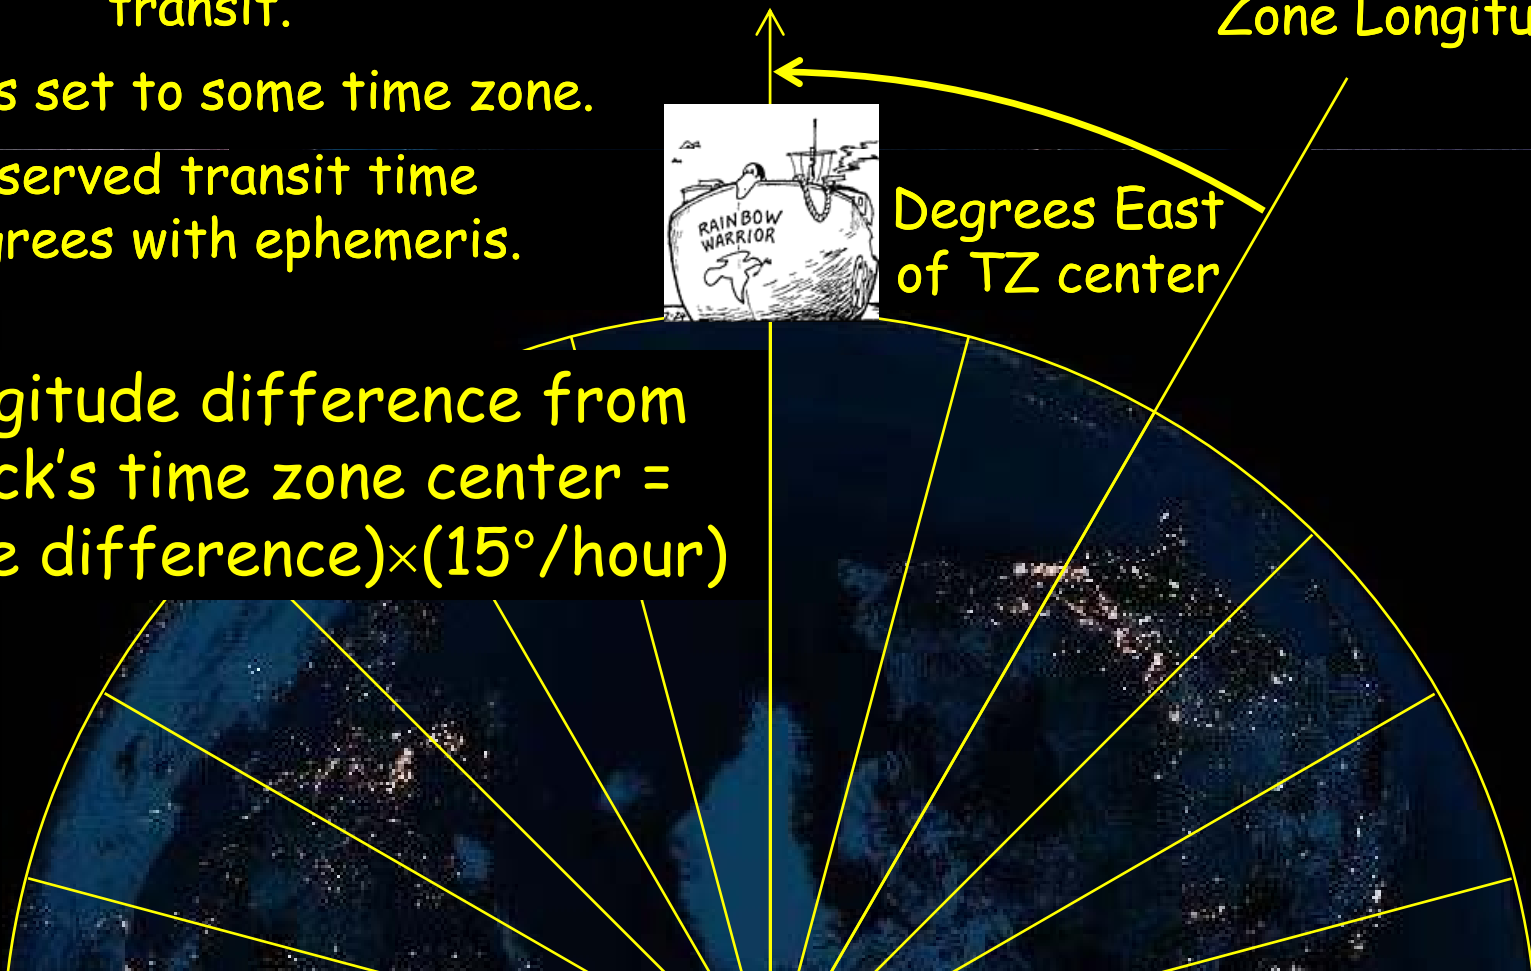 transit.
Zone Longitu
s set to some time zone.
served transit time
grees with ephemeris.
RAINBOW
WARRIOR
Degrees East
of TZ center
gitude difference from
ck's time zone center =
e difference)×(15°/hour)